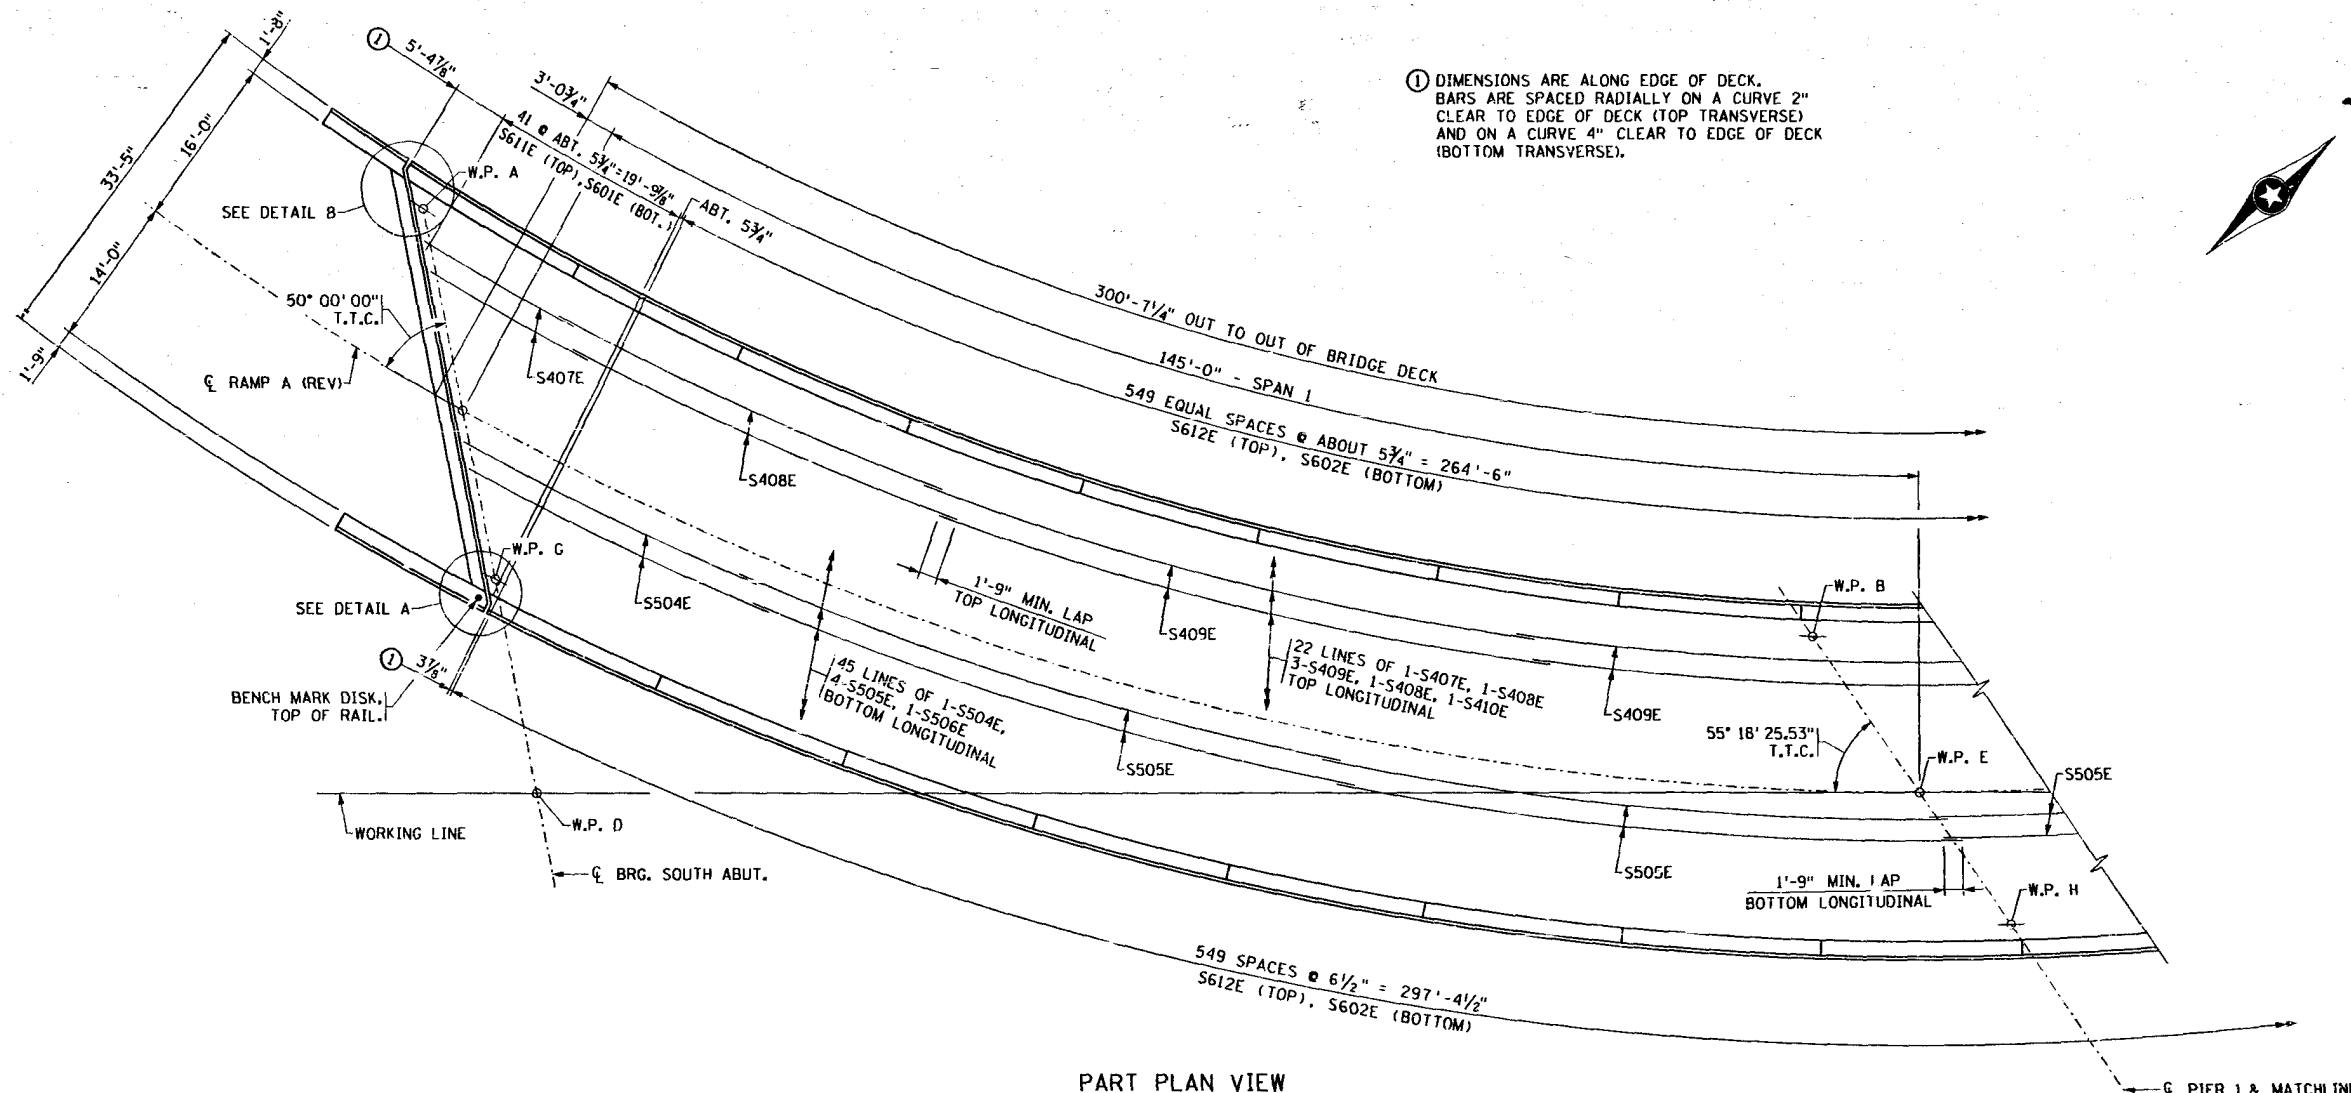 1'-8"
① 5'-4⅞"
3'-0¾"
16'-0"
33'-5"
14'-0"
1'-9"
41 @ ABT. 5¾"=19'-9⅞"
S611E (TOP), S601E (BOT.)
ABT. 5¾"
W.P. A
SEE DETAIL B
50° 00' 00"
T.T.C.
℄ RAMP A (REV)
① DIMENSIONS ARE ALONG EDGE OF DECK.
BARS ARE SPACED RADIALLY ON A CURVE 2"
CLEAR TO EDGE OF DECK (TOP TRANSVERSE)
AND ON A CURVE 4" CLEAR TO EDGE OF DECK
(BOTTOM TRANSVERSE).
300'-7¼" OUT TO OUT OF BRIDGE DECK
145'-0" - SPAN 1
549 EQUAL SPACES @ ABOUT 5¾" = 264'-6"
S612E (TOP), S602E (BOTTOM)
S407E
S408E
W.P. G
S504E
SEE DETAIL A
1'-9" MIN. LAP
TOP LONGITUDINAL
S409E
W.P. B
22 LINES OF 1-S407E, 1-S408E
3-S409E, 1-S408E, 1-S410E
TOP LONGITUDINAL
45 LINES OF 1-S504E,
4-S505E, 1-S506E
BOTTOM LONGITUDINAL
① 3⅞"
BENCH MARK DISK,
TOP OF RAIL.
S409E
55° 18' 25.53"
T.T.C.
W.P. E
S505E
S505E
WORKING LINE
W.P. D
℄ BRG. SOUTH ABUT.
S505E
1'-9" MIN. LAP
BOTTOM LONGITUDINAL
W.P. H
549 SPACES @ 6½" = 297'-4½"
S612E (TOP), S602E (BOTTOM)
PART PLAN VIEW
℄ PIER 1 & MATCHLINE